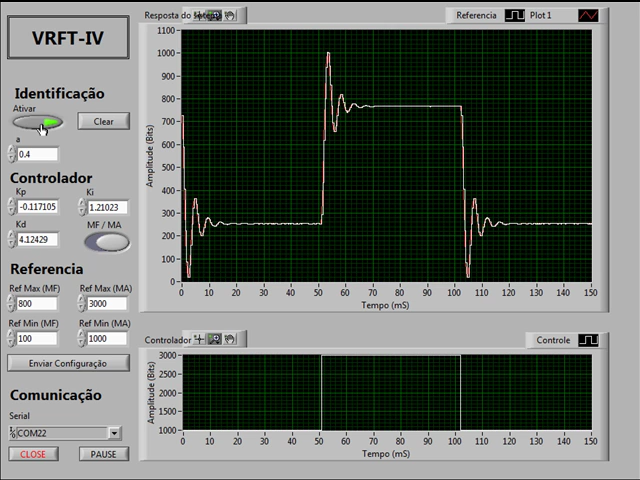 VRFT-IV
Identificação
Ativar
Clear
a
0.4
Controlador
Kp Ki
-0.117105 1.21023
Kd MF / MA
4.12429
Referencia
Ref Max (MF) Ref Max (MA)
800 3000
Ref Min (MF) Ref Min (MA)
100 1000
Enviar Configuração
Comunicação
Serial
COM22
CLOSE PAUSE
Resposta do Referencia Plot 1
Amplitude (Bits)
1100
1000
900
800
700
600
500
400
300
200
100
0
0 10 20 30 40 50 60 70 80 90 100 110 120 130 140 150
Tempo (mS)
Controlador Controle
Amplitude (Bits)
3000
2500
2000
1500
1000
0 10 20 30 40 50 60 70 80 90 100 110 120 130 140 150
Tempo (mS)